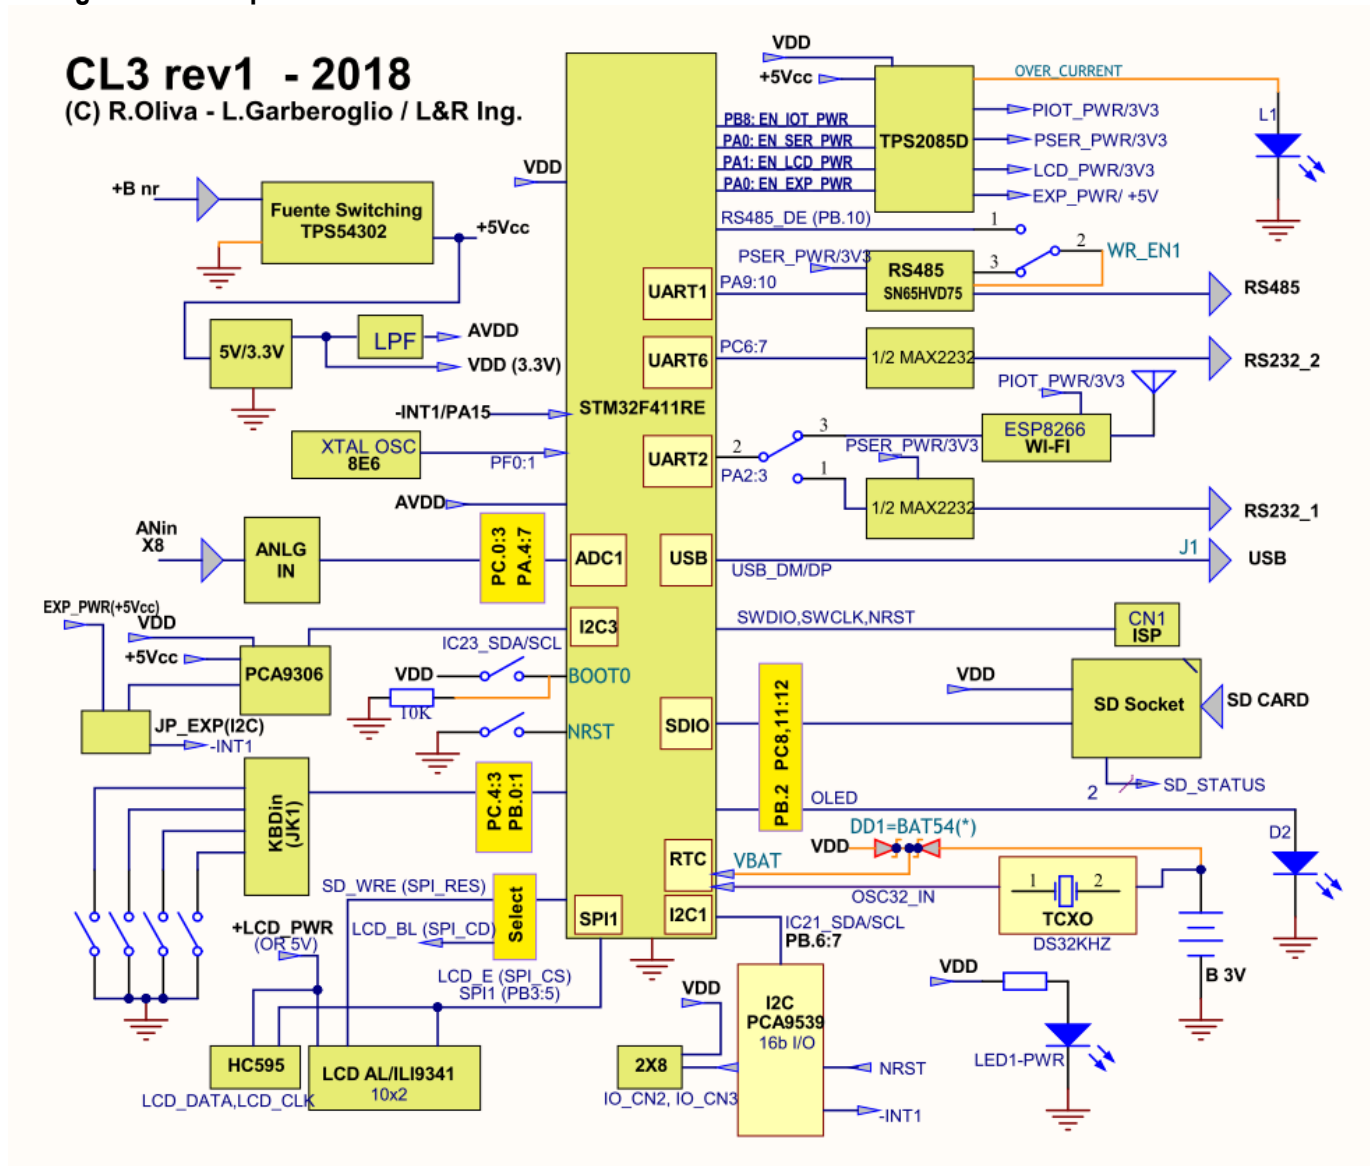 CL3 rev1 - 2018
(C) R.Oliva - L.Garberoglio / L&R Ing.
VDD
+5Vcc
OVER_CURRENT
L1
PB8: EN_IOT_PWR
PA0: EN_SER_PWR
PA1: EN_LCD_PWR
PA0: EN_EXP_PWR
TPS2085D
PIOT_PWR/3V3
PSER_PWR/3V3
LCD_PWR/3V3
EXP_PWR/ +5V
VDD
+B nr
Fuente Switching
TPS54302
+5Vcc
RS485_DE (PB.10)
1
2
3
WR_EN1
PSER_PWR/3V3
UART1
PA9:10
RS485
SN65HVD75
RS485
5V/3.3V
LPF
AVDD
VDD (3.3V)
UART6
PC6:7
1/2 MAX2232
RS232_2
PIOT_PWR/3V3
-INT1/PA15
STM32F411RE
ESP8266
WI-FI
XTAL OSC
8E6
PF0:1
UART2
2
3
1
PA2:3
PSER_PWR/3V3
1/2 MAX2232
RS232_1
AVDD
ANin
X8
ANLG
IN
PC.0:3
PA.4:7
ADC1
USB
USB_DM/DP
J1
USB
EXP_PWR(+5Vcc)
VDD
+5Vcc
PCA9306
I2C3
IC23_SDA/SCL
SWDIO,SWCLK,NRST
CN1
ISP
VDD
BOOT0
10K
NRST
JP_EXP(I2C)
-INT1
SDIO
PB.2 PC8,11:12
VDD
SD Socket
SD CARD
2
SD_STATUS
KBDin
(JK1)
PC.4:3
PB.0:1
OLED
D2
RTC
VBAT
VDD
DD1=BAT54(*)
OSC32_IN
1
2
TCXO
DS32KHZ
B 3V
SD_WRE (SPI_RES)
LCD_BL (SPI_CD)
Select
SPI1
I2C1
IC21_SDA/SCL
PB.6:7
+LCD_PWR
(OR 5V)
LCD_E (SPI_CS)
SPI1 (PB3:5)
VDD
I2C
PCA9539
16b I/O
VDD
LED1-PWR
HC595
LCD AL/ILI9341
10x2
LCD_DATA,LCD_CLK
2X8
IO_CN2, IO_CN3
NRST
-INT1